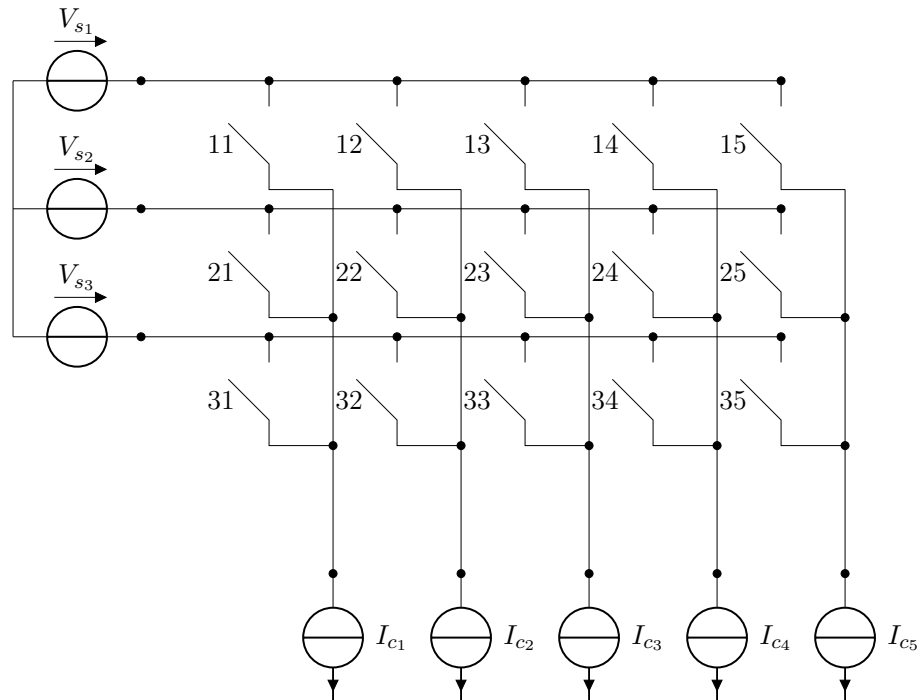 V_{s_1}
11 12 13 14 15
V_{s_2}
21 22 23 24 25
V_{s_3}
31 32 33 34 35
I_{c_1} I_{c_2} I_{c_3} I_{c_4} I_{c_5}